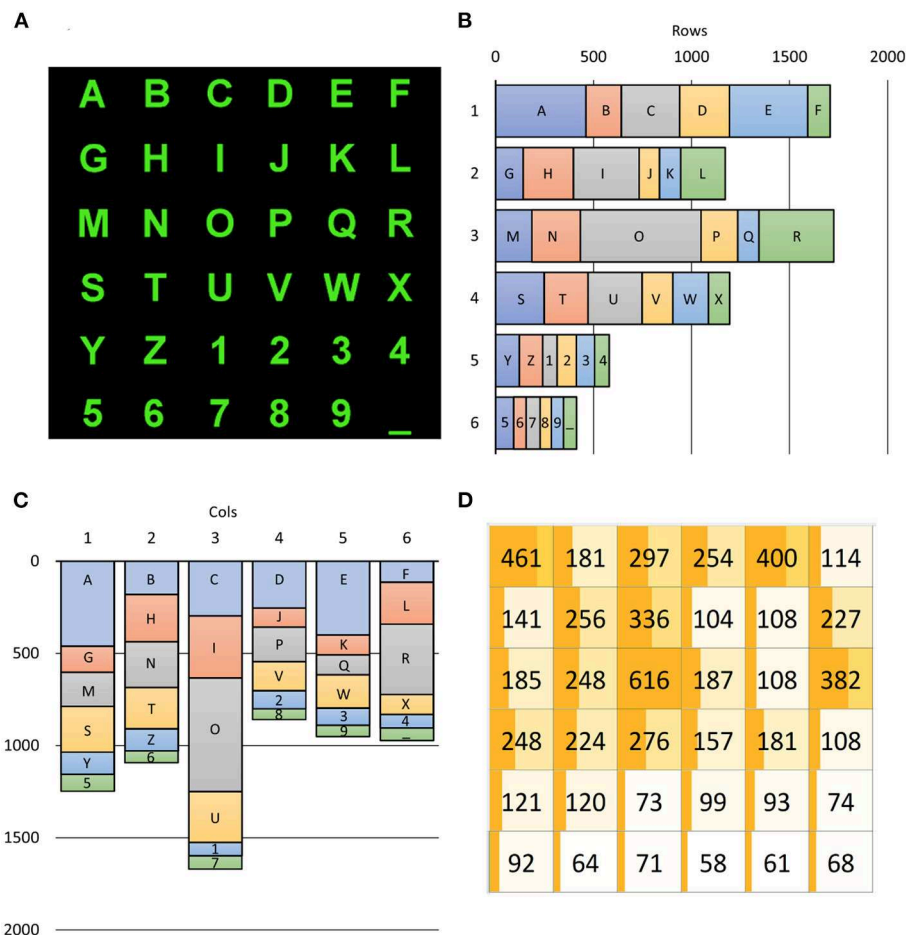 A
A B C D E F
G H I J K L
M N O P Q R
S T U V W X
Y Z 1 2 3 4
5 6 7 8 9 _
B
Rows
0 500 1000 1500 2000
1 A B C D E F
2 G H I J K L
3 M N O P Q R
4 S T U V W X
5 Y Z 1 2 3 4
6 5 6 7 8 9 _
C
Cols
1 2 3 4 5 6
0
A B C D E F
G H I J K L
500
M N O P Q R
S T U V W X
Y Z 1 2 3 4
5 6 7 8 9 _
1000
1500
2000
D
461 181 297 254 400 114
141 256 336 104 108 227
185 248 616 187 108 382
248 224 276 157 181 108
121 120 73 99 93 74
92 64 71 58 61 68